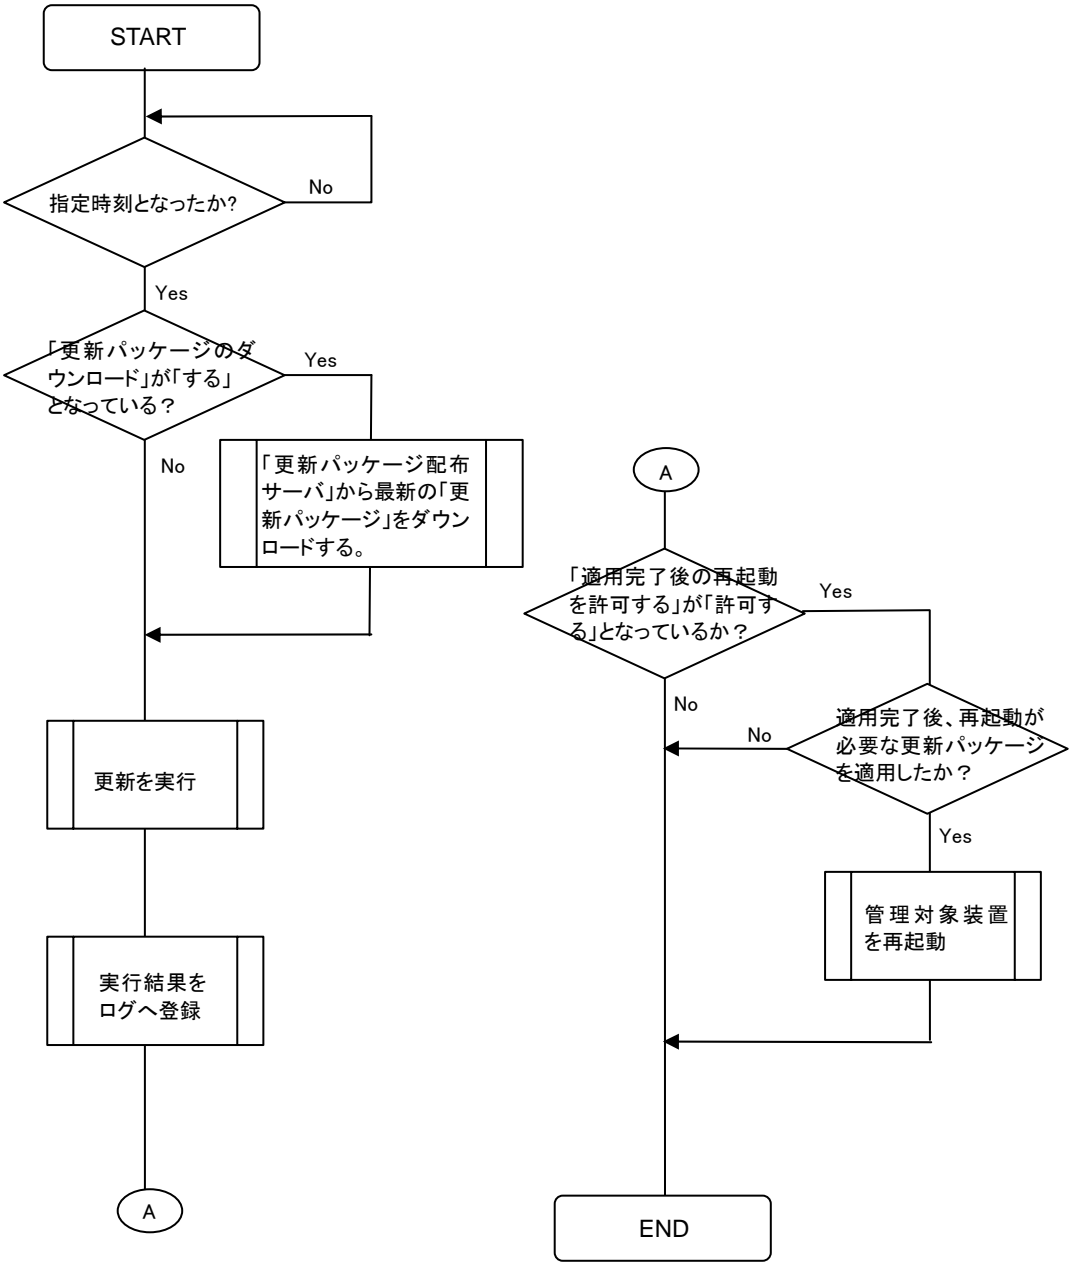 START
指定時刻となったか?
No
Yes
「更新パッケージのダ
ウンロード」が「する」
となっている？
Yes
No
「更新パッケージ配布
サーバ」から最新の「更
新パッケージ」をダウン
ロードする。
更新を実行
実行結果を
ログへ登録
A
A
「適用完了後の再起動
を許可する」が「許可す
る」となっているか？
Yes
No
適用完了後、再起動が
必要な更新パッケージ
を適用したか？
No
Yes
管理対象装置
を再起動
END